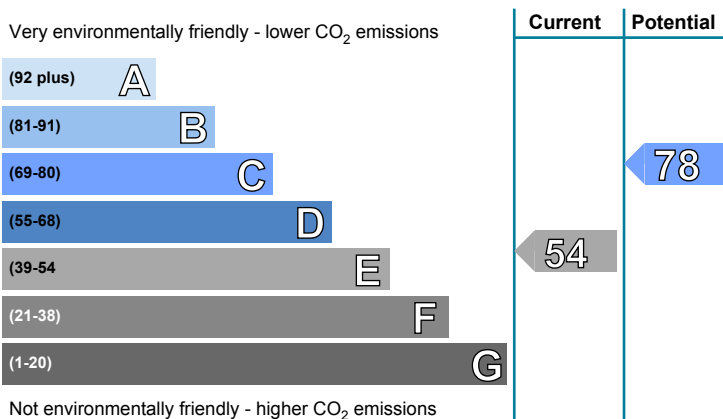 Current Potential
Very environmentally friendly - lower CO2 emissions
(92 plus) A
(81-91) B
(69-80) C
78
(55-68) D
54
(39-54 E
(21-38) F
(1-20) G
Not environmentally friendly - higher CO2 emissions